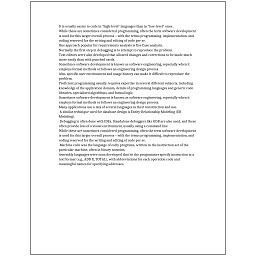 It is usually easier to code in "high-level" languages than in "low-level" ones.
While these are sometimes considered programming, often the term software development
is used for this larger overall process – with the terms programming, implementation, and
coding reserved for the writing and editing of code per se.
One approach popular for requirements analysis is Use Case analysis.
Normally the first step in debugging is to attempt to reproduce the problem.
Text editors were also developed that allowed changes and corrections to be made much
more easily than with punched cards.
Sometimes software development is known as software engineering, especially when it
employs formal methods or follows an engineering design process.
Also, specific user environment and usage history can make it difficult to reproduce the
problem.
Proficient programming usually requires expertise in several different subjects, including
knowledge of the application domain, details of programming languages and generic code
libraries, specialized algorithms, and formal logic.
Sometimes software development is known as software engineering, especially when it
employs formal methods or follows an engineering design process.
Many applications use a mix of several languages in their construction and use.
A similar technique used for database design is Entity-Relationship Modeling (ER
Modeling).
Debugging is often done with IDEs. Standalone debuggers like GDB are also used, and these
often provide less of a visual environment, usually using a command line.
While these are sometimes considered programming, often the term software development
is used for this larger overall process – with the terms programming, implementation, and
coding reserved for the writing and editing of code per se.
Machine code was the language of early programs, written in the instruction set of the
particular machine, often in binary notation.
Assembly languages were soon developed that let the programmer specify instruction in a
text format (e.g., ADD X, TOTAL), with abbreviations for each operation code and
meaningful names for specifying addresses.